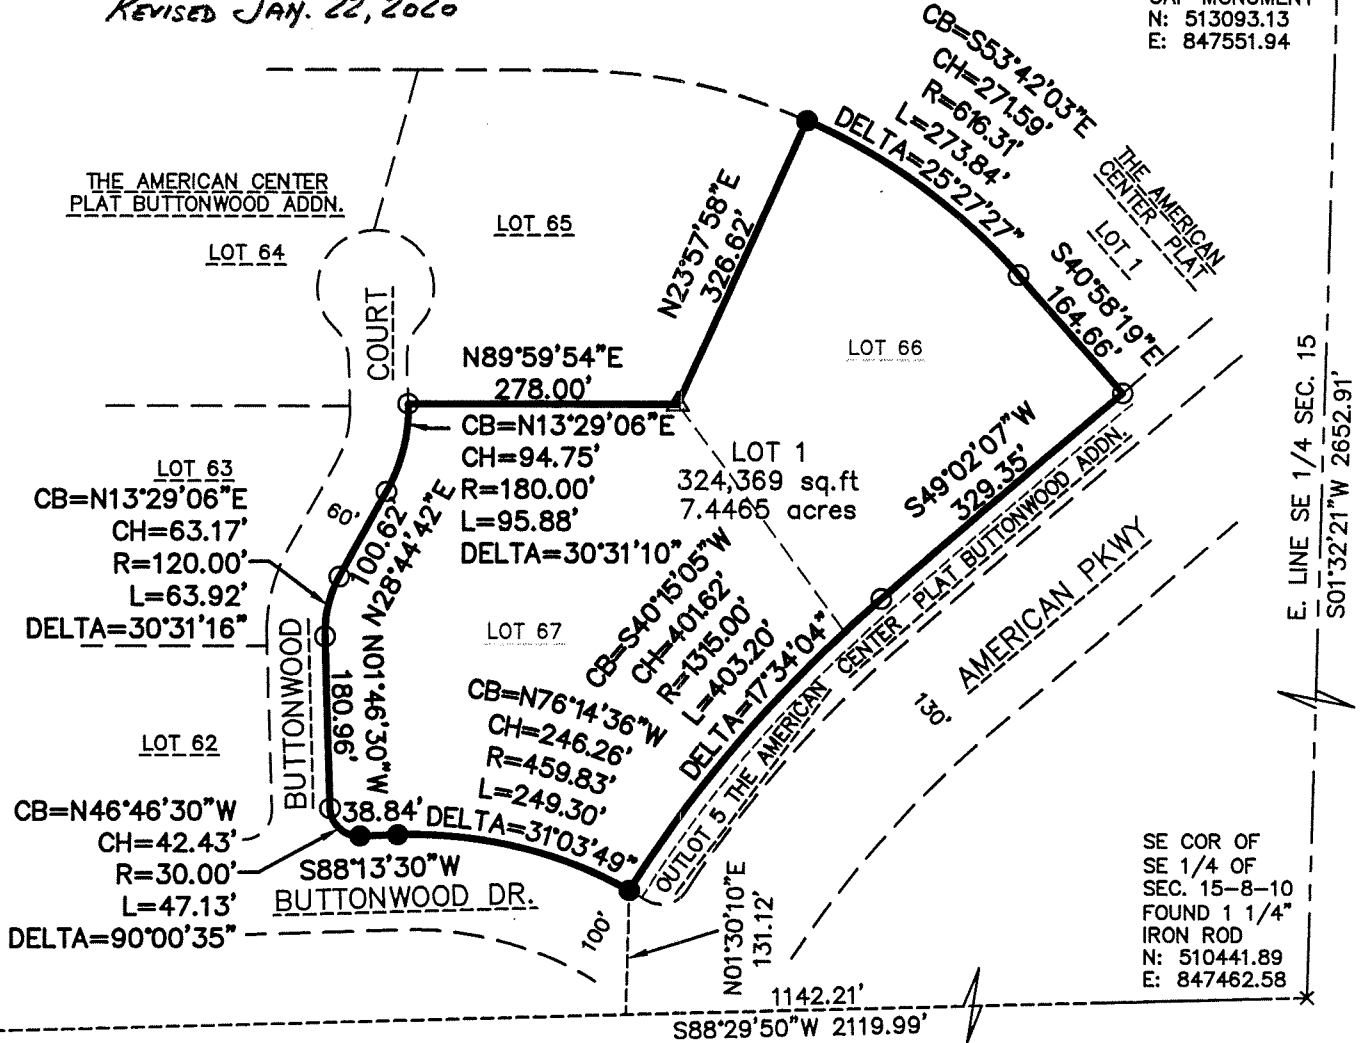 REVISED JAN. 22, 2020
CAP MONUMENT
N: 513093.13
E: 847551.94
CB=S53°42'03"E
CH=271.59'
R=616.31'
L=273.84'
DELTA=25°27'27"
THE AMERICAN
CENTER PLAT
LOT 1
THE AMERICAN CENTER
PLAT BUTTONWOOD ADDN.
LOT 64
LOT 65
N23°57'58"E
326.62'
S40°58'19"E
164.66'
COURT
N89°59'54"E
278.00'
LOT 66
CB=N13°29'06"E
CH=94.75'
R=180.00'
L=95.88'
DELTA=30°31'10"
LOT 1
324,369 sq.ft
7.4465 acres
S49°02'07"W
329.35'
E. LINE SE 1/4 SEC. 15
S01°32'21"W 2652.91'
LOT 63
CB=N13°29'06"E
CH=63.17'
R=120.00'
L=63.92'
DELTA=30°31'16"
60'
100.62'
N28°44'42"E
LOT 67
CB=S40°15'05"W
CH=401.62'
R=1315.00'
L=403.20'
DELTA=17°34'04"
OUTLOT 5 THE AMERICAN CENTER PLAT BUTTONWOOD ADDN.
AMERICAN PKWY
130'
BUTTONWOOD
180.96'
N01°46'30"W
LOT 62
CB=N76°14'36"W
CH=246.26'
R=459.83'
L=249.30'
DELTA=31°03'49"
CB=N46°46'30"W
CH=42.43'
R=30.00'
L=47.13'
DELTA=90°00'35"
38.84'
S88°13'30"W
BUTTONWOOD DR.
100'
N01°30'10"E
131.12'
SE COR OF
SE 1/4 OF
SEC. 15-8-10
FOUND 1 1/4"
IRON ROD
N: 510441.89
E: 847462.58
1142.21'
S88°29'50"W 2119.99'